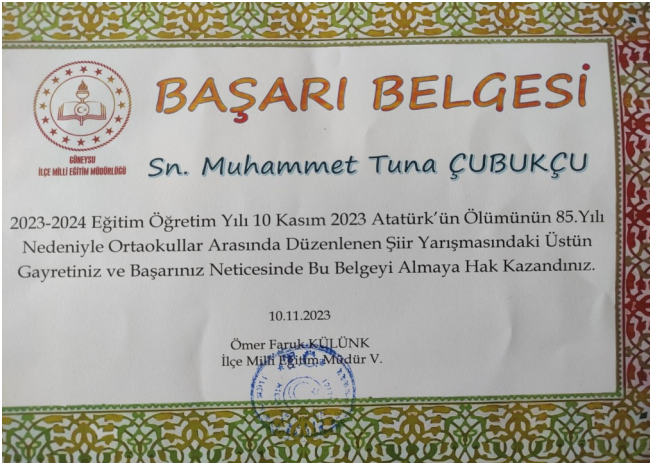 BAŞARI BELGESİ
GÜNEYSU
İLÇE MİLLİ EĞİTİM MÜDÜRLÜĞÜ
Sn. Muhammet Tuna ÇUBUKÇU
2023-2024 Eğitim Öğretim Yılı 10 Kasım 2023 Atatürk'ün Ölümünün 85.Yılı
Nedeniyle Ortaokullar Arasında Düzenlenen Şiir Yarışmasındaki Üstün
Gayretiniz ve Başarınız Neticesinde Bu Belgeyi Almaya Hak Kazandınız.
10.11.2023
Ömer Faruk KÜLÜNK
İlçe Milli Eğitim Müdür V.